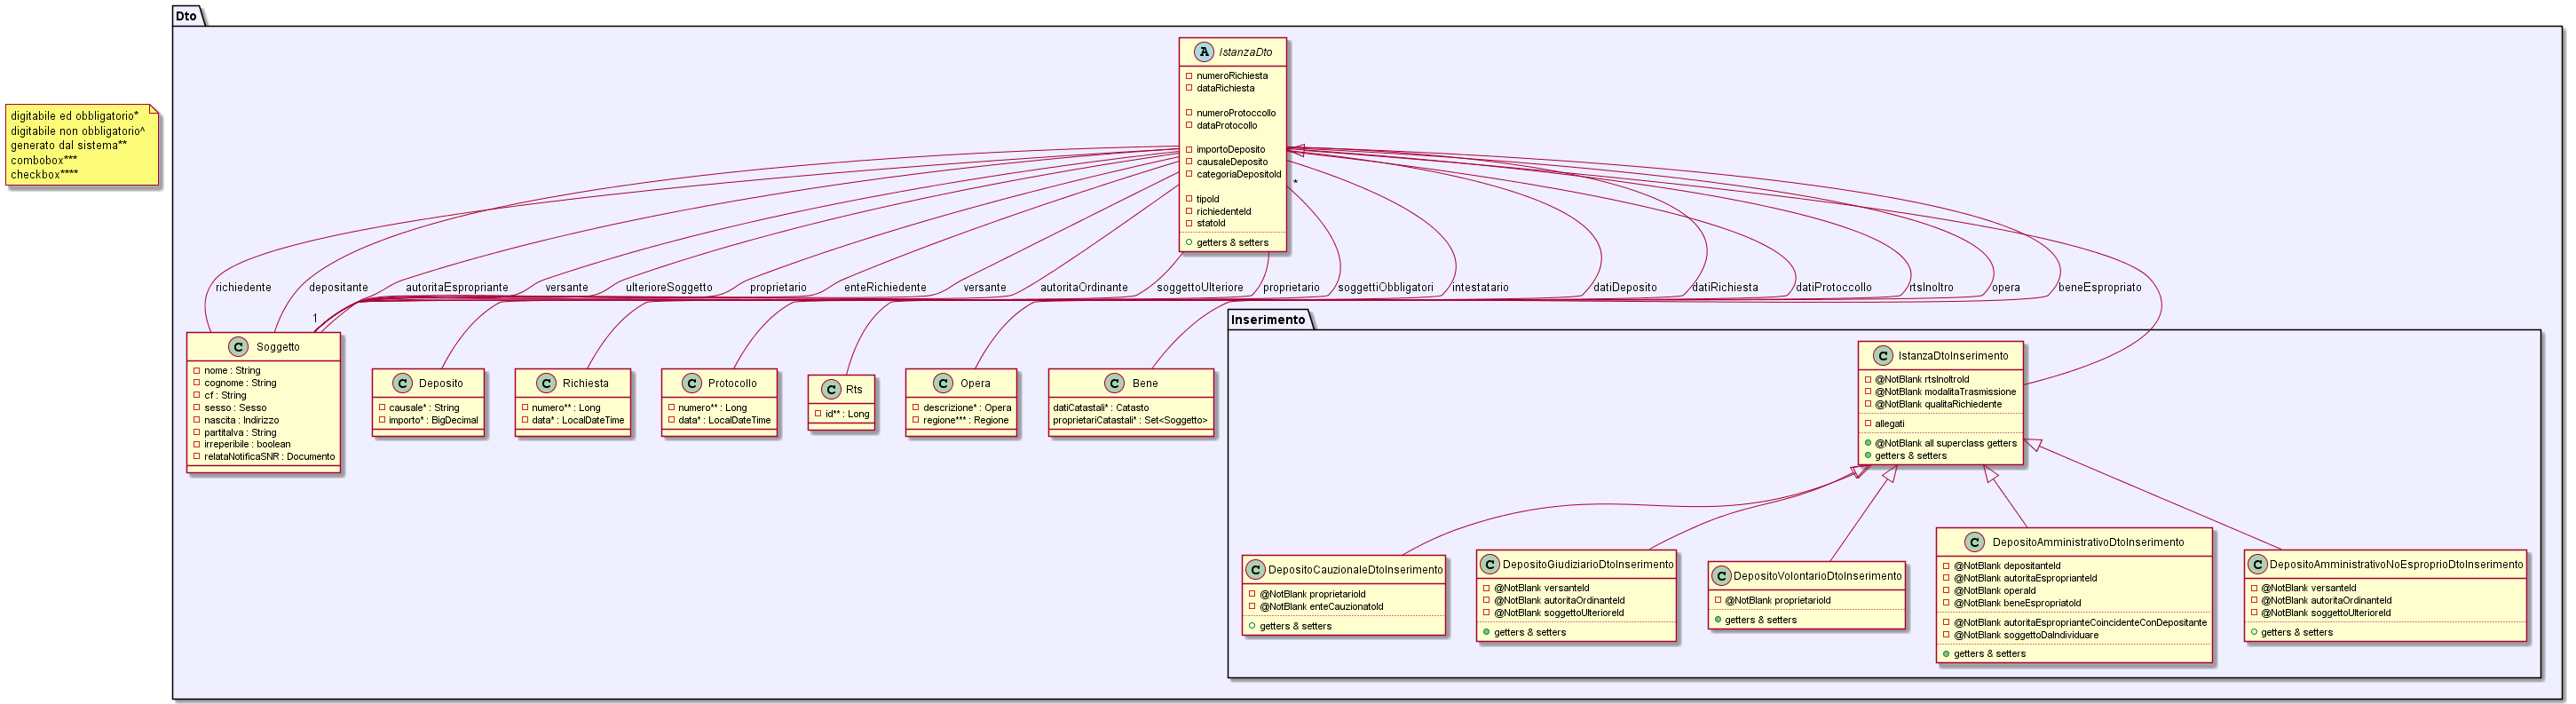 Dto
digitabile ed obbligatorio*
digitabile non obbligatorio^
generato dal sistema**
combobox***
checkbox****
A IstanzaDto
numeroRichiesta
dataRichiesta
numeroProtoccollo
dataProtocollo
importoDeposito
causaleDeposito
categoriaDepositoId
tipoId
richiedenteId
statoId
getters & setters
*
richiedente
depositante
autoritaEspropriante
versante
ulterioreSoggetto
proprietario
enteRichiedente
versante
autoritaOrdinante
soggettoUlteriore
proprietario
soggettiObbligatori
intestatario
datiDeposito
datiRichiesta
datiProtoccollo
rtsInoltro
opera
beneEspropriato
1
C Soggetto
nome : String
cognome : String
cf : String
sesso : Sesso
nascita : Indirizzo
partitaIva : String
irreperibile : boolean
relataNotificaSNR : Documento
C Deposito
causale* : String
importo* : BigDecimal
C Richiesta
numero** : Long
data* : LocalDateTime
C Protocollo
numero** : Long
data* : LocalDateTime
C Rts
id** : Long
C Opera
descrizione* : Opera
regione*** : Regione
C Bene
datiCatastali* : Catasto
proprietariCatastali* : Set<Soggetto>
Inserimento
C IstanzaDtoInserimento
@NotBlank rtsInoltroId
@NotBlank modalitaTrasmissione
@NotBlank qualitaRichiedente
allegati
@NotBlank all superclass getters
getters & setters
C DepositoCauzionaleDtoInserimento
@NotBlank proprietarioId
@NotBlank enteCauzionatoId
getters & setters
C DepositoGiudiziarioDtoInserimento
@NotBlank versanteId
@NotBlank autoritaOrdinanteId
@NotBlank soggettoUlterioreId
getters & setters
C DepositoVolontarioDtoInserimento
@NotBlank proprietarioId
getters & setters
C DepositoAmministrativoDtoInserimento
@NotBlank depositanteId
@NotBlank autoritaEsproprianteId
@NotBlank operaId
@NotBlank beneEspropriatoId
@NotBlank autoritaEsproprianteCoincidenteConDepositante
@NotBlank soggettoDaIndividuare
getters & setters
C DepositoAmministrativoNoEsproprioDtoInserimento
@NotBlank versanteId
@NotBlank autoritaOrdinanteId
@NotBlank soggettoUlterioreId
getters & setters